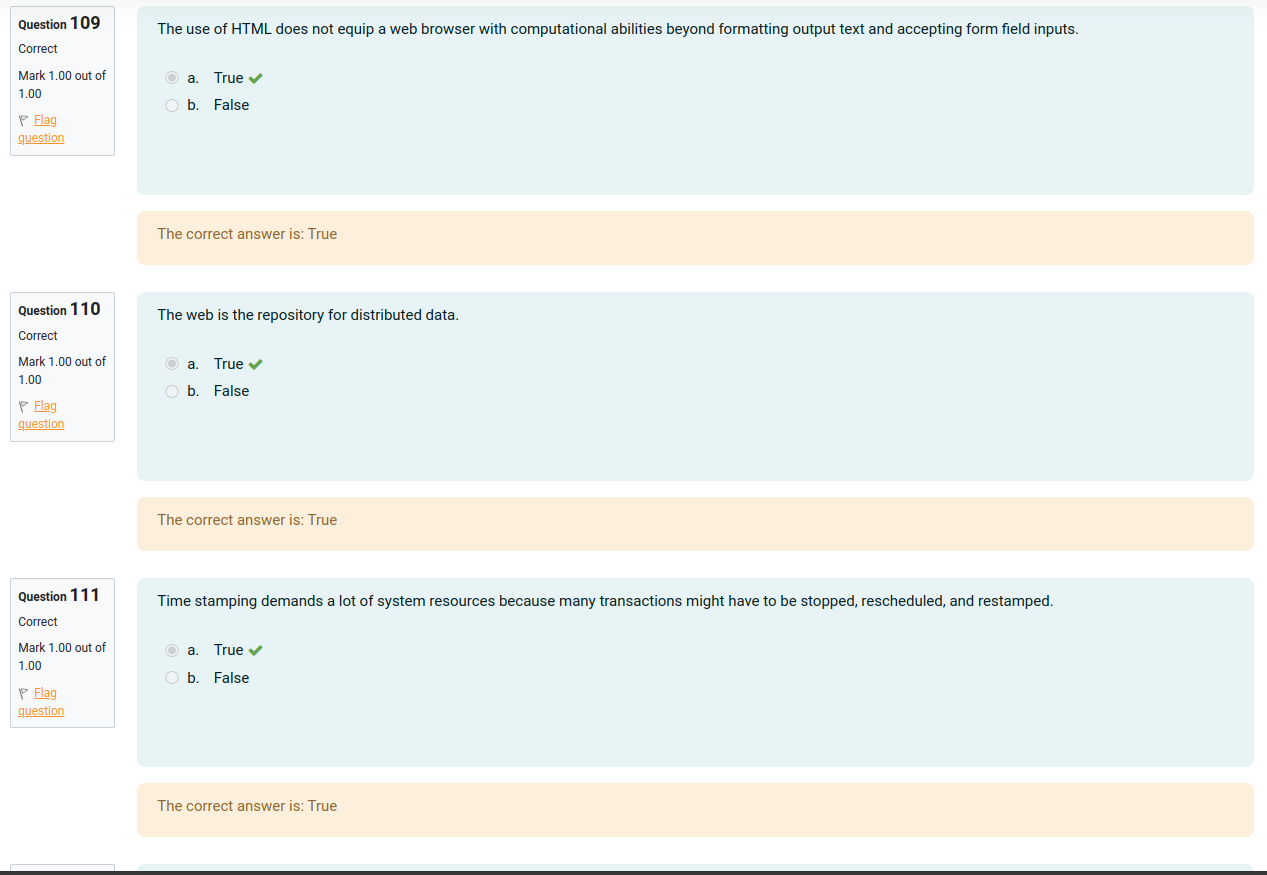 Question 109
Correct
Mark 1.00 out of
1.00
Flag
question
The use of HTML does not equip a web browser with computational abilities beyond formatting output text and accepting form field inputs.
a. True
b. False
The correct answer is: True
Question 110
Correct
Mark 1.00 out of
1.00
Flag
question
The web is the repository for distributed data.
a. True
b. False
The correct answer is: True
Question 111
Correct
Mark 1.00 out of
1.00
Flag
question
Time stamping demands a lot of system resources because many transactions might have to be stopped, rescheduled, and restamped.
a. True
b. False
The correct answer is: True